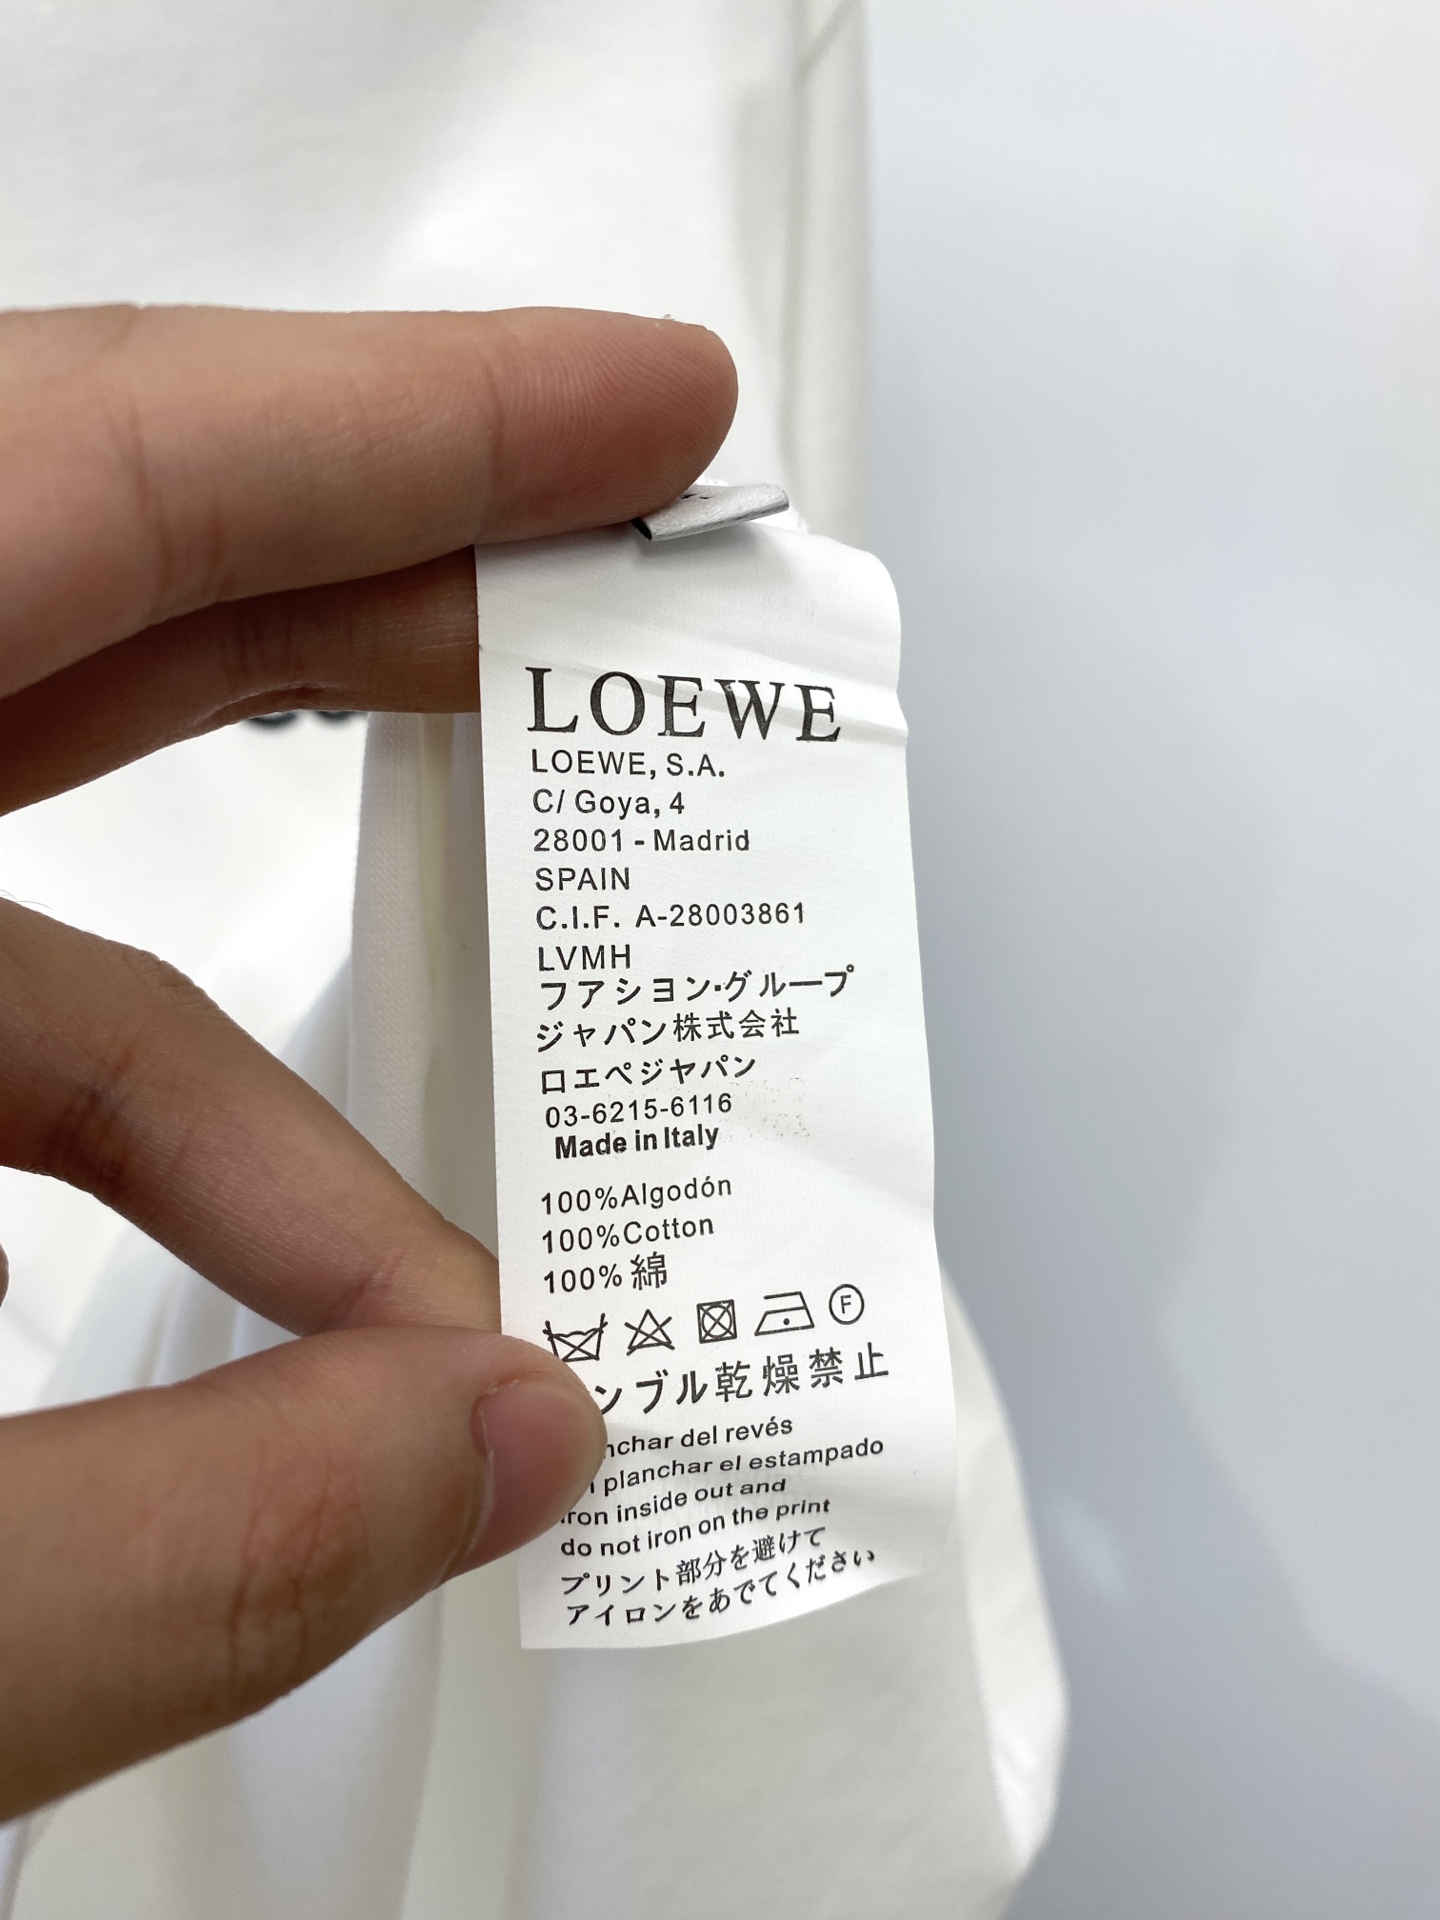 LOEWE
LOEWE, S.A.
C/ Goya, 4
28001 - Madrid
SPAIN
C.I.F. A-28003861
LVMH
フアシヨン·グループ
ジャパン株式会社
ロエペジヤパン
03-6215-6116
Made in Italy
100%Algodón
100%Cotton
100% 綿
F
ンブル乾燥禁止
nchar del revés
planchar el estampado
iron inside out and
do not iron on the print
プリント部分を避けて
アイロンをあでてください